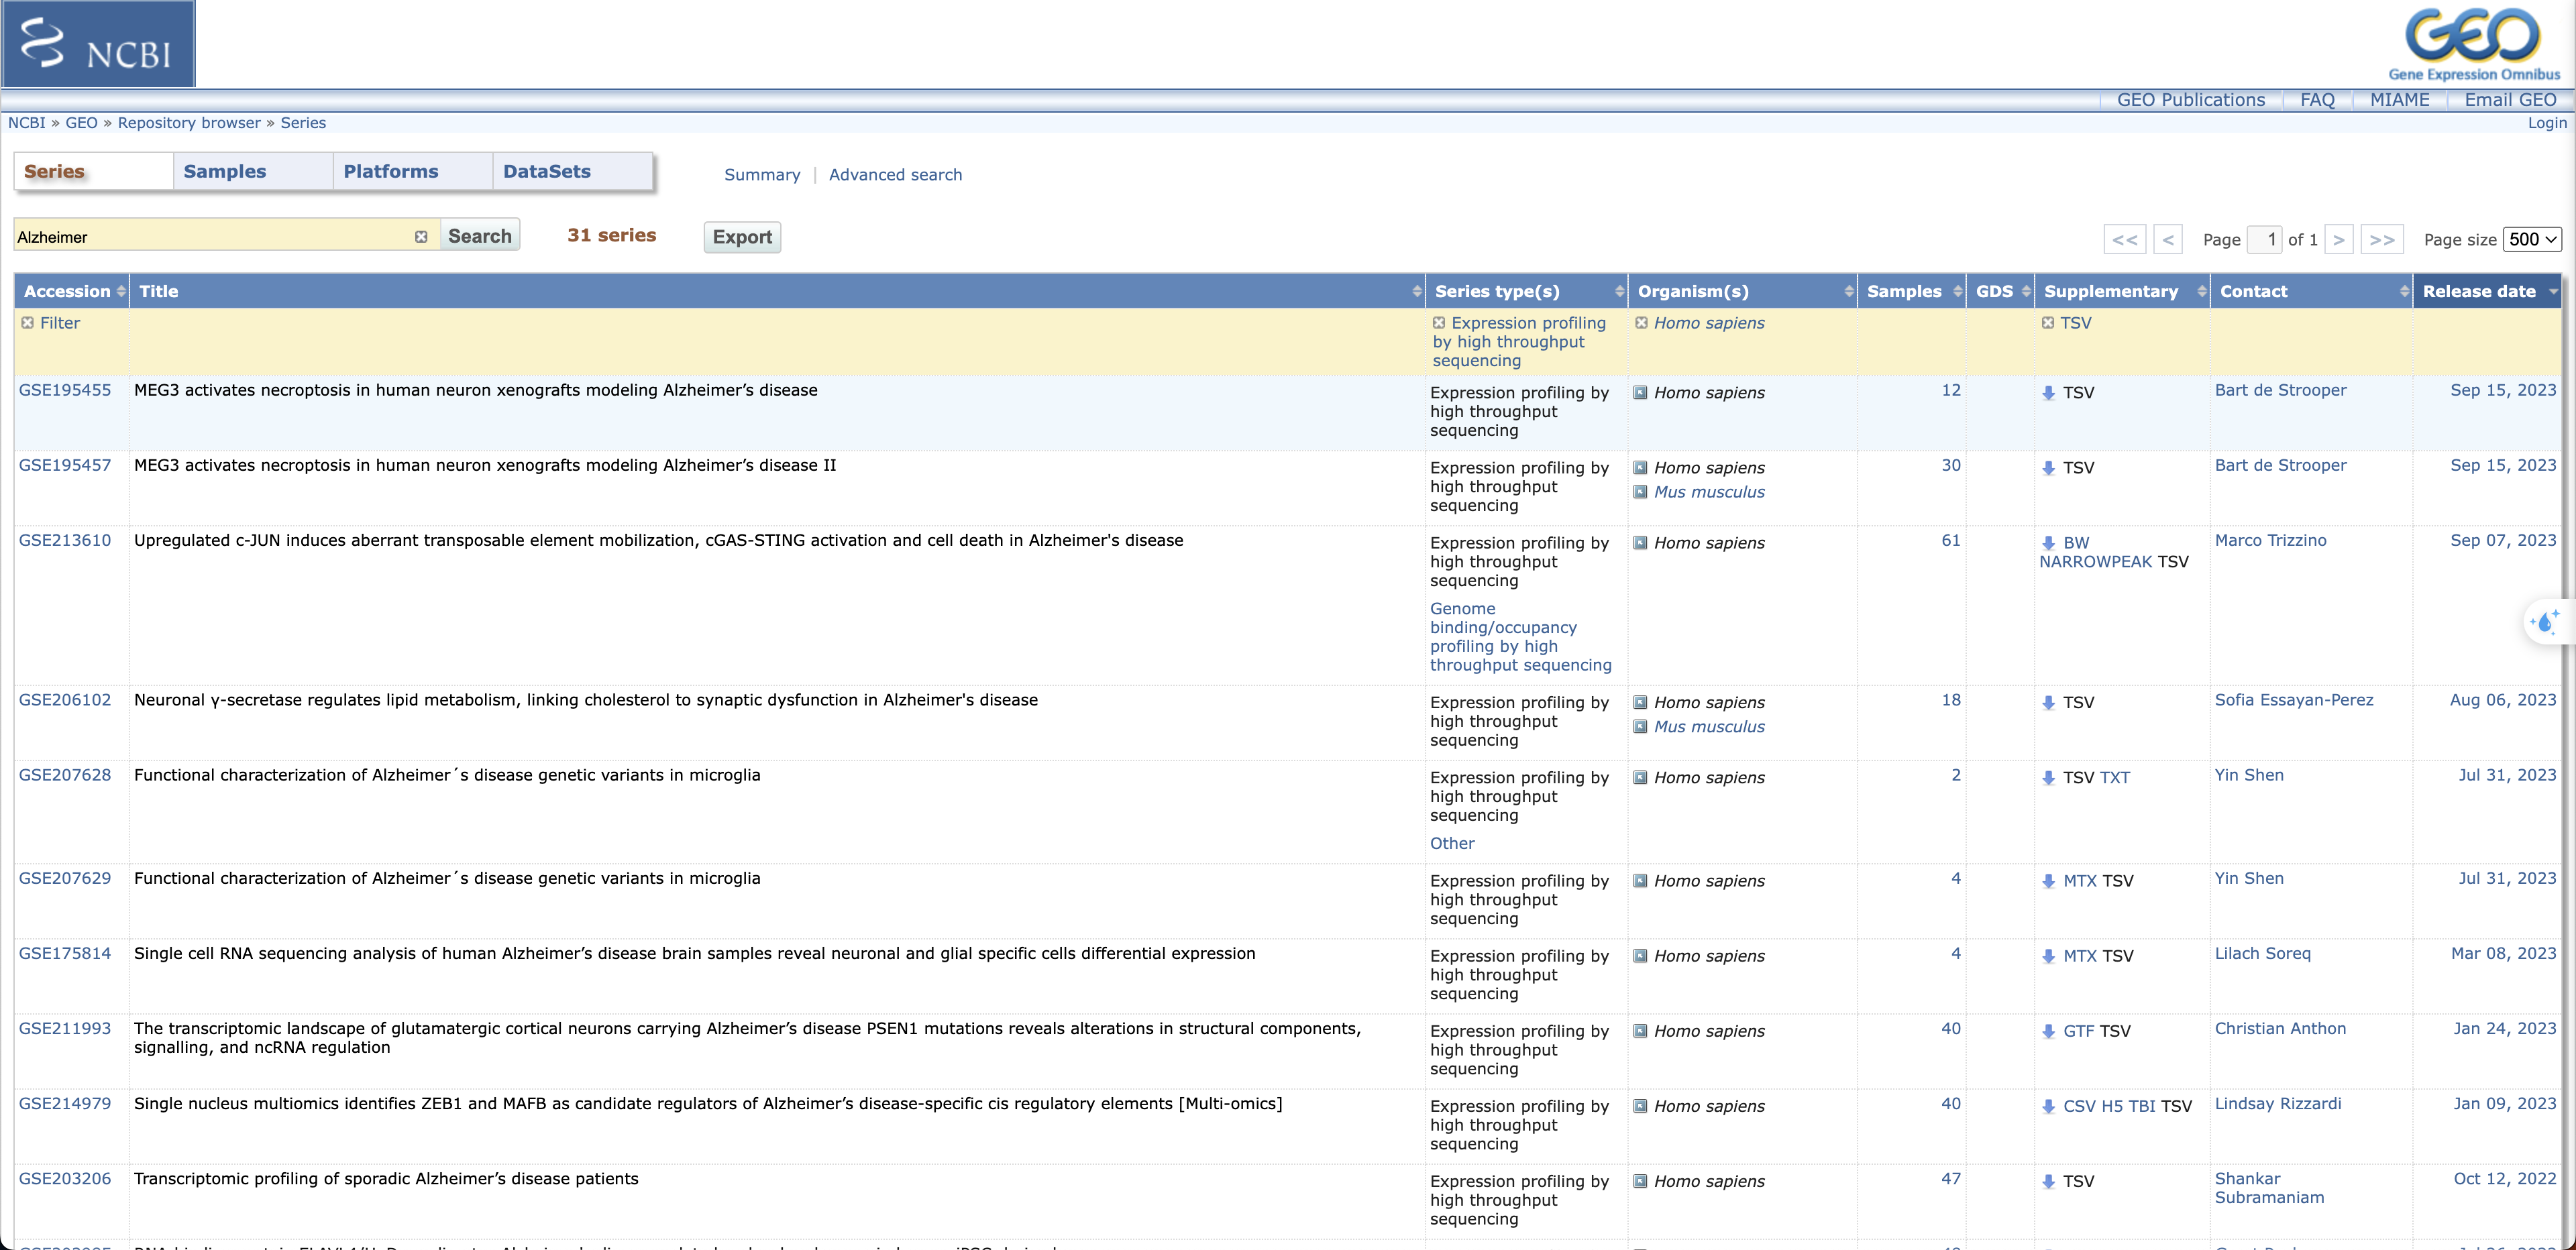 NCBI
GEO
Gene Expression Omnibus
GEO Publications FAQ MIAME Email GEO
NCBI » GEO » Repository browser » Series
Login
Series Samples Platforms DataSets
Summary | Advanced search
Alzheimer Search 31 series Export
<< < Page 1 of 1 > >> Page size 500
Accession Title Series type(s) Organism(s) Samples GDS Supplementary Contact Release date
Filter Expression profiling Homo sapiens TSV
by high throughput
sequencing
GSE195455 MEG3 activates necroptosis in human neuron xenografts modeling Alzheimer’s disease Expression profiling by Homo sapiens 12 TSV Bart de Strooper Sep 15, 2023
high throughput
sequencing
GSE195457 MEG3 activates necroptosis in human neuron xenografts modeling Alzheimer’s disease II Expression profiling by Homo sapiens 30 TSV Bart de Strooper Sep 15, 2023
high throughput Mus musculus
sequencing
GSE213610 Upregulated c-JUN induces aberrant transposable element mobilization, cGAS-STING activation and cell death in Alzheimer's disease Expression profiling by Homo sapiens 61 BW Marco Trizzino Sep 07, 2023
high throughput NARROWPEAK TSV
sequencing
Genome
binding/occupancy
profiling by high
throughput sequencing
GSE206102 Neuronal γ-secretase regulates lipid metabolism, linking cholesterol to synaptic dysfunction in Alzheimer's disease Expression profiling by Homo sapiens 18 TSV Sofia Essayan-Perez Aug 06, 2023
high throughput Mus musculus
sequencing
GSE207628 Functional characterization of Alzheimer´s disease genetic variants in microglia Expression profiling by Homo sapiens 2 TSV TXT Yin Shen Jul 31, 2023
high throughput
sequencing
Other
GSE207629 Functional characterization of Alzheimer´s disease genetic variants in microglia Expression profiling by Homo sapiens 4 MTX TSV Yin Shen Jul 31, 2023
high throughput
sequencing
GSE175814 Single cell RNA sequencing analysis of human Alzheimer’s disease brain samples reveal neuronal and glial specific cells differential expression Expression profiling by Homo sapiens 4 MTX TSV Lilach Soreq Mar 08, 2023
high throughput
sequencing
GSE211993 The transcriptomic landscape of glutamatergic cortical neurons carrying Alzheimer’s disease PSEN1 mutations reveals alterations in structural components, Expression profiling by Homo sapiens 40 GTF TSV Christian Anthon Jan 24, 2023
signalling, and ncRNA regulation high throughput
sequencing
GSE214979 Single nucleus multiomics identifies ZEB1 and MAFB as candidate regulators of Alzheimer’s disease-specific cis regulatory elements [Multi-omics] Expression profiling by Homo sapiens 40 CSV H5 TBI TSV Lindsay Rizzardi Jan 09, 2023
high throughput
sequencing
GSE203206 Transcriptomic profiling of sporadic Alzheimer’s disease patients Expression profiling by Homo sapiens 47 TSV Shankar Oct 12, 2022
high throughput Subramaniam
sequencing